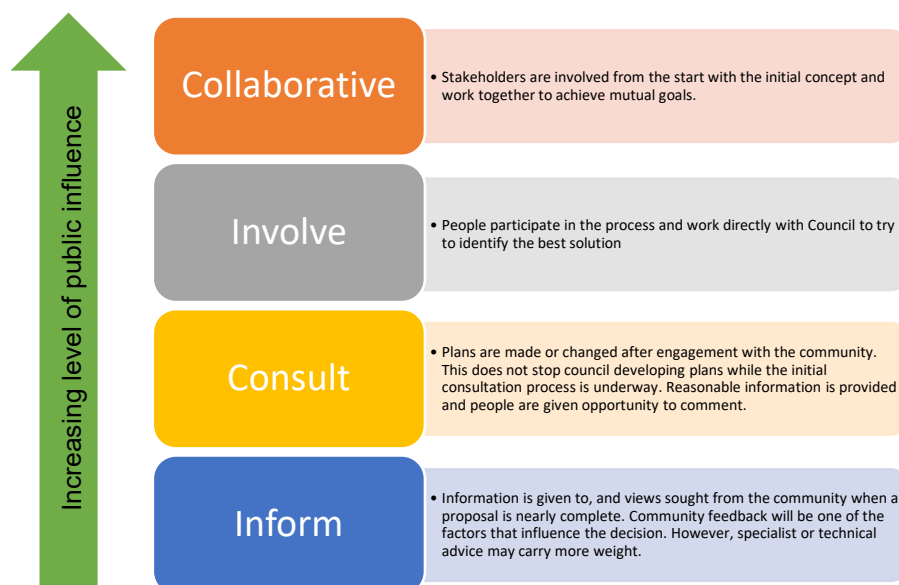 Increasing level of public influence
Collaborative
• Stakeholders are involved from the start with the initial concept and
work together to achieve mutual goals.
Involve
• People participate in the process and work directly with Council to try
to identify the best solution
Consult
• Plans are made or changed after engagement with the community.
This does not stop council developing plans while the initial
consultation process is underway. Reasonable information is provided
and people are given opportunity to comment.
Inform
• Information is given to, and views sought from the community when a
proposal is nearly complete. Community feedback will be one of the
factors that influence the decision. However, specialist or technical
advice may carry more weight.